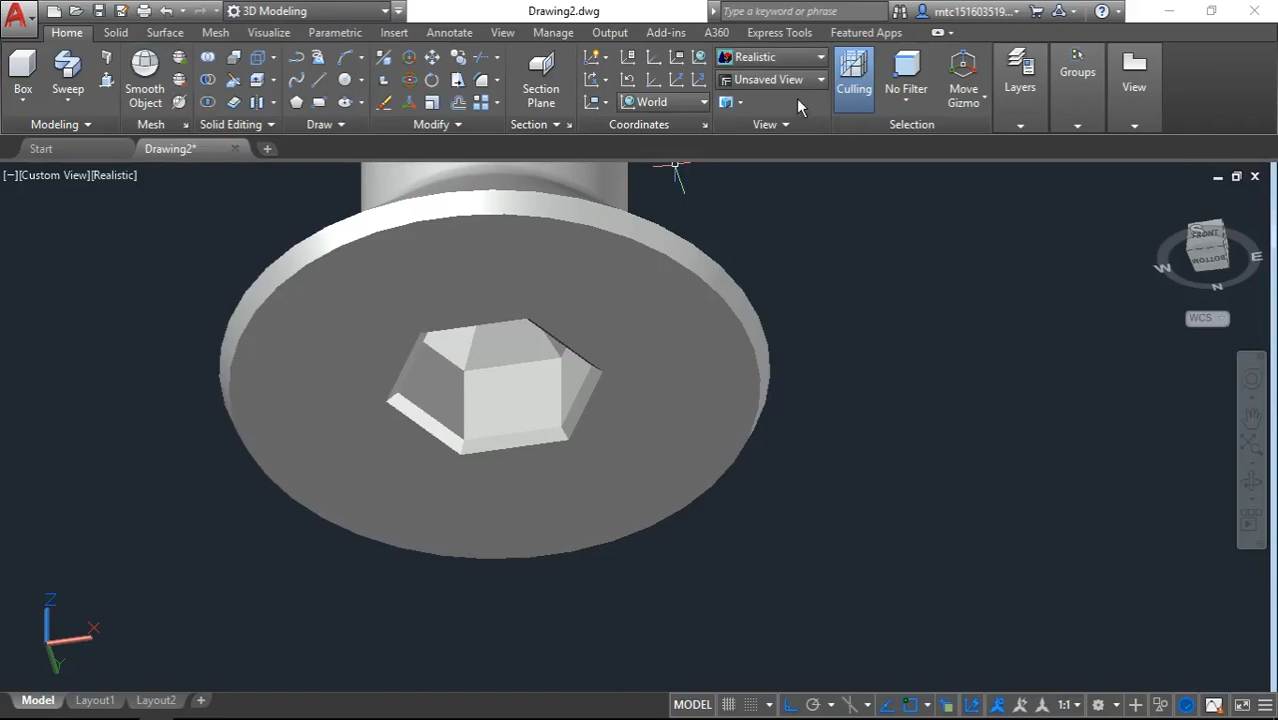 3D Modeling
Drawing2.dwg
Type a keyword or phrase
rmtc151603519...
Home Solid Surface Mesh Visualize Parametric Insert Annotate View Manage Output Add-ins A360 Express Tools Featured Apps
Box
Sweep
Smooth
Object
Section
Plane
Realistic
Unsaved View
World
Culling
No Filter
Move
Gizmo
Layers
Groups
View
Modeling Mesh Solid Editing Draw Modify Section Coordinates View Selection
Start Drawing2*
[−][Custom View][Realistic]
S
FRONT
BOTTOM
W
E
N
WCS
Z
X
Y
Model Layout1 Layout2
MODEL
1:1